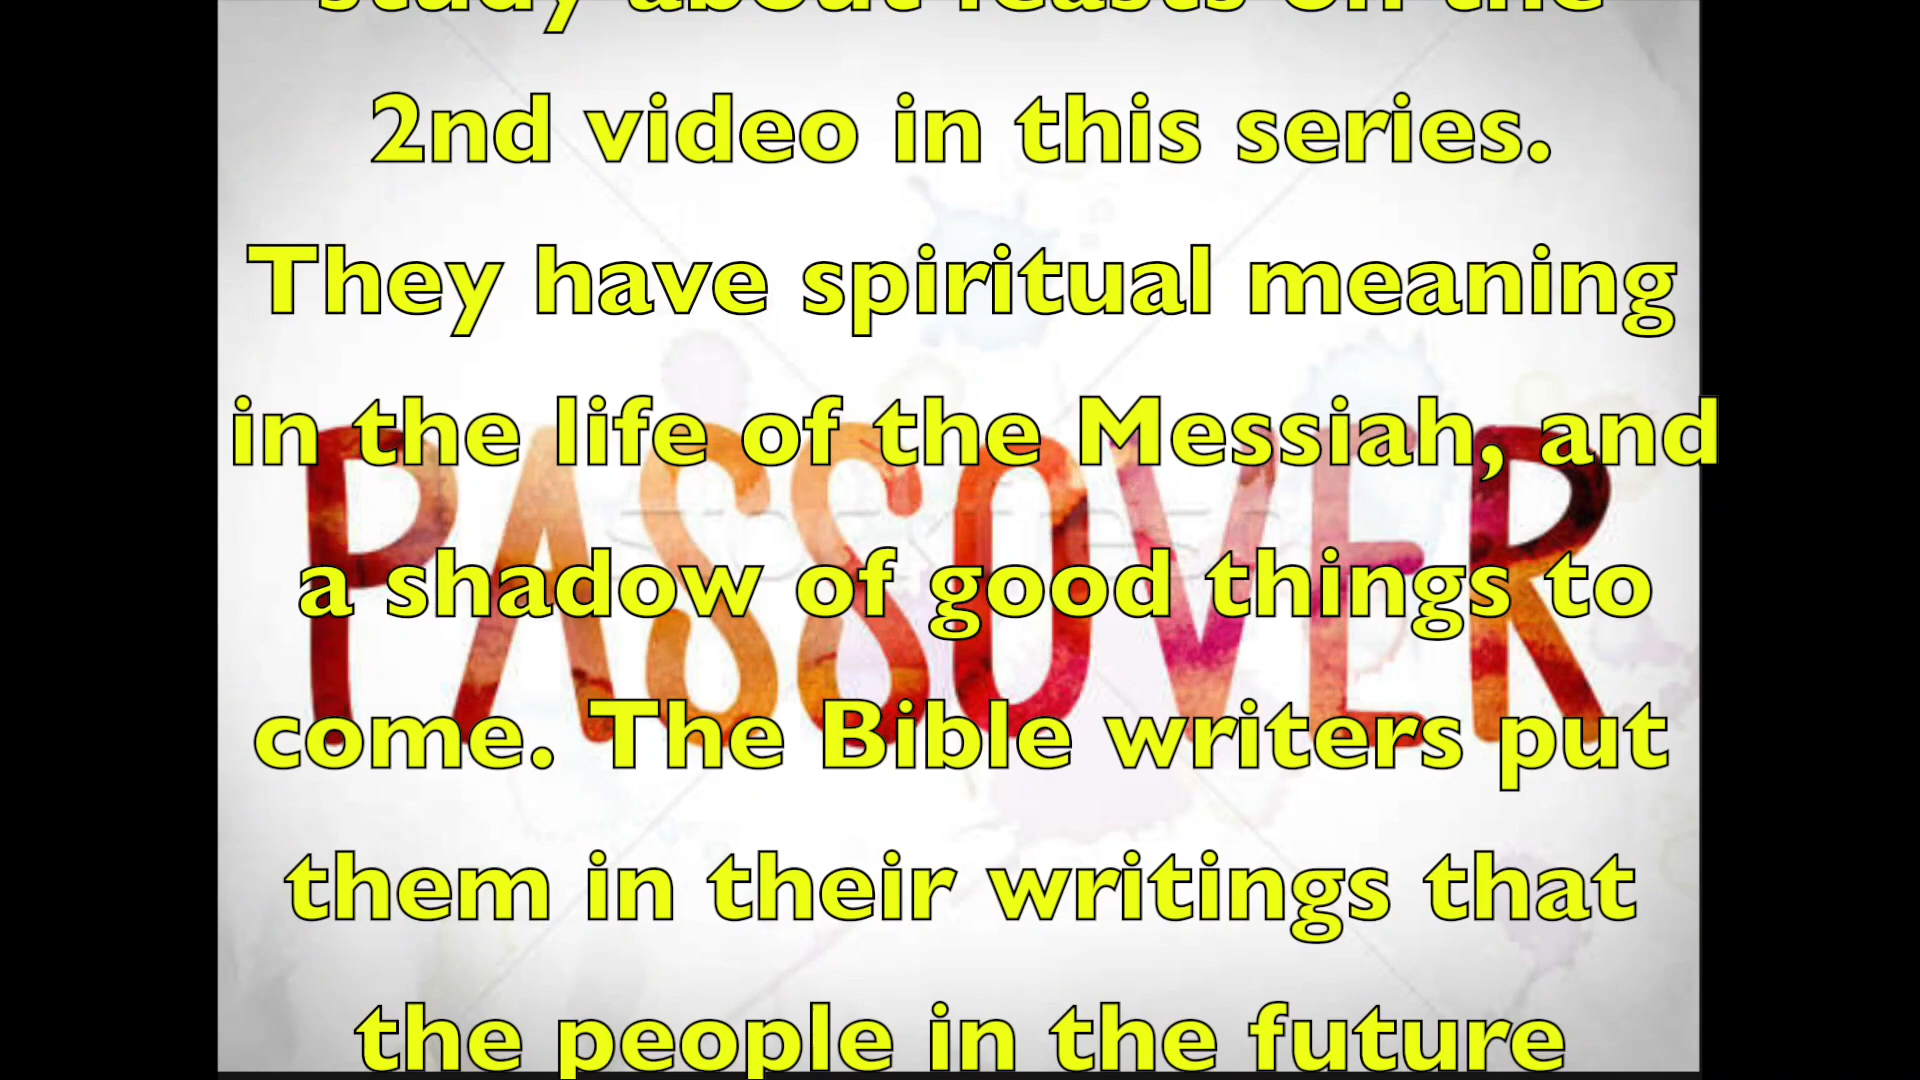 study about feasts on the
2nd video in this series.
They have spiritual meaning
in the life of the Messiah, and
a shadow of good things to
come. The Bible writers put
them in their writings that
the people in the future
PASSOVER